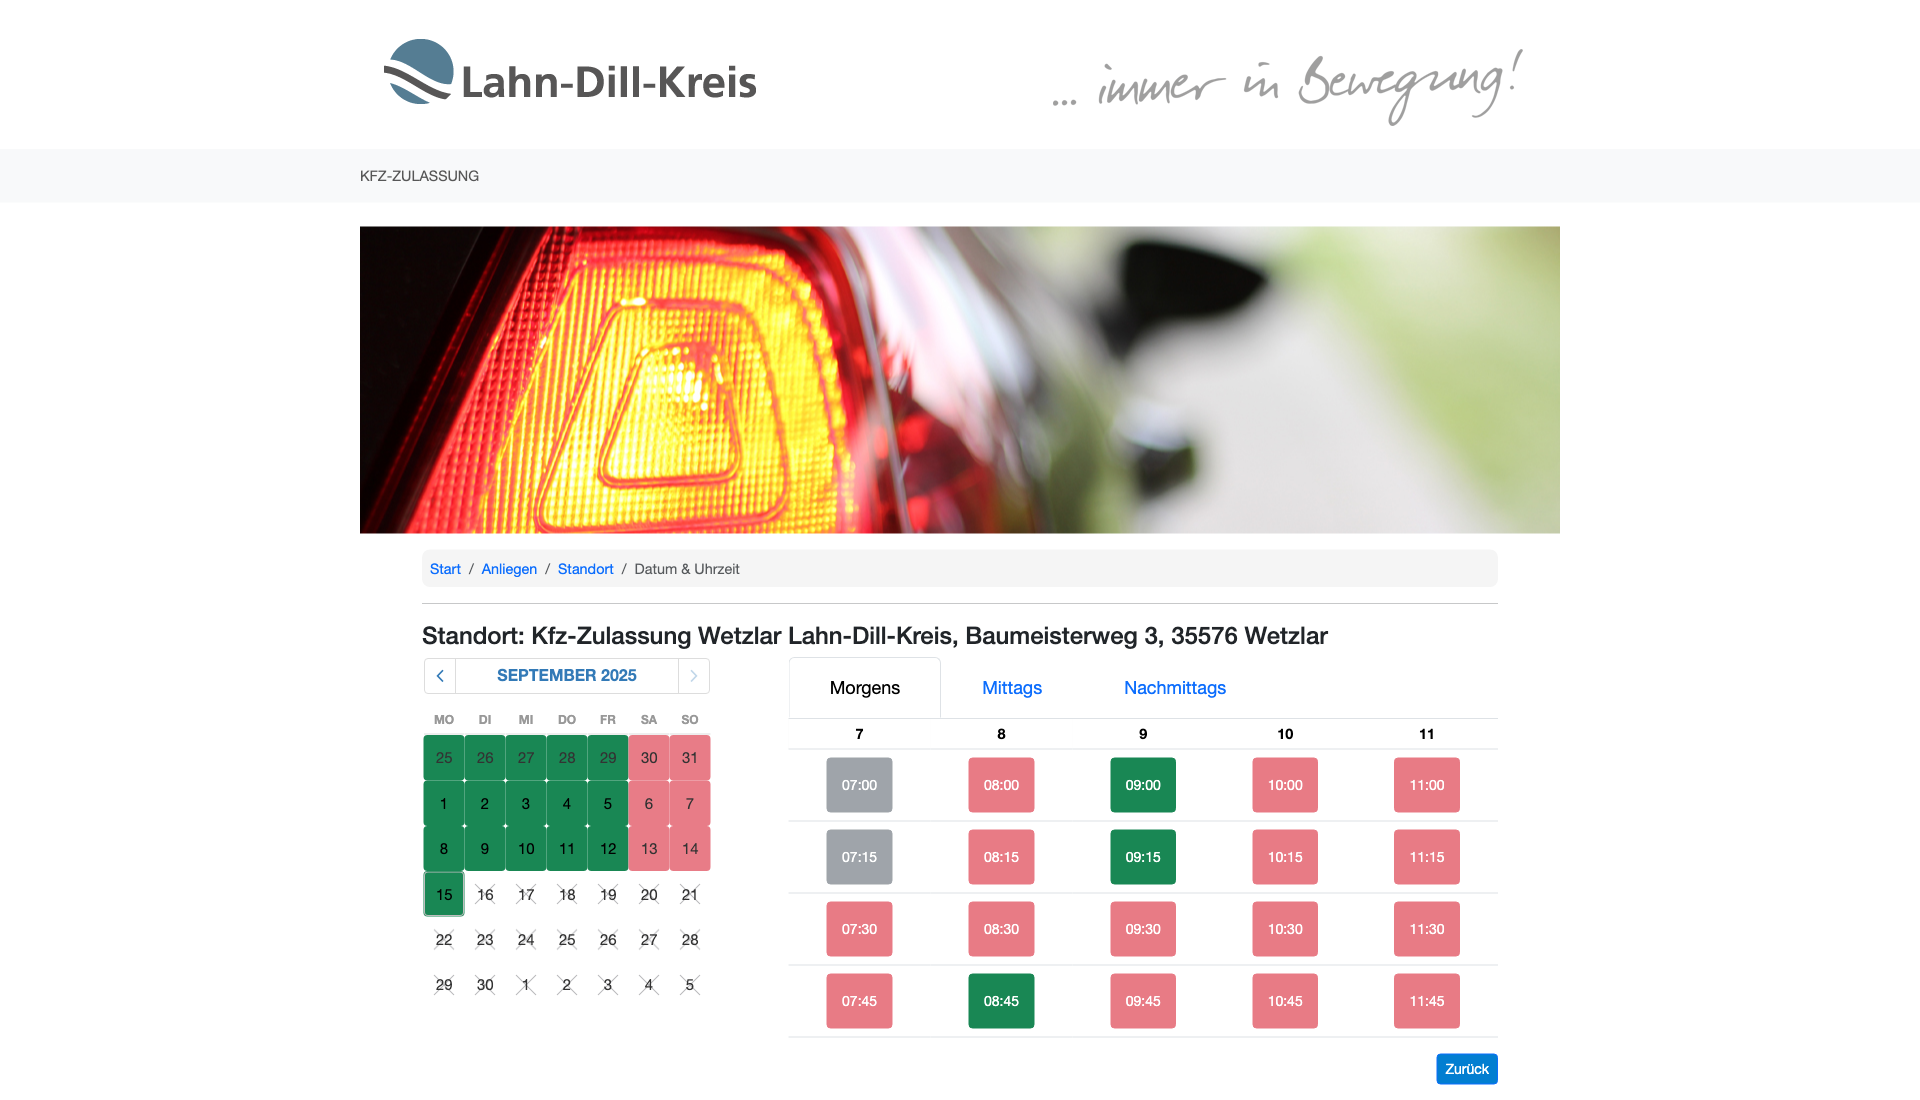 Lahn-Dill-Kreis
... immer in Bewegung!
KFZ-ZULASSUNG
Start / Anliegen / Standort / Datum & Uhrzeit
Standort: Kfz-Zulassung Wetzlar Lahn-Dill-Kreis, Baumeisterweg 3, 35576 Wetzlar
SEPTEMBER 2025
MO DI MI DO FR SA SO
25 26 27 28 29 30 31
1 2 3 4 5 6 7
8 9 10 11 12 13 14
15 16 17 18 19 20 21
22 23 24 25 26 27 28
29 30 1 2 3 4 5
Morgens Mittags Nachmittags
7 8 9 10 11
07:00 08:00 09:00 10:00 11:00
07:15 08:15 09:15 10:15 11:15
07:30 08:30 09:30 10:30 11:30
07:45 08:45 09:45 10:45 11:45
Zurück